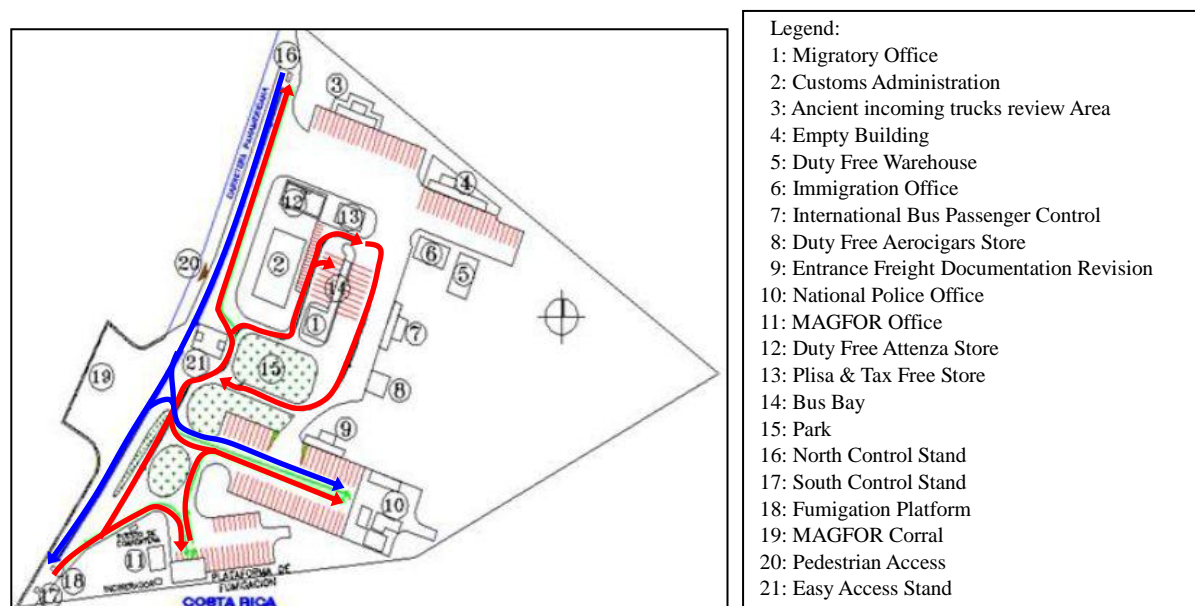 16
3
CARRETERA PANAMERICANA
4
12
13
20
2
6
5
14
1
7
21
15
19
8
9
10
11
18
17
PLATAFORMA DE
FUMIGACION
COSTA RICA
Legend:
1: Migratory Office
2: Customs Administration
3: Ancient incoming trucks review Area
4: Empty Building
5: Duty Free Warehouse
6: Immigration Office
7: International Bus Passenger Control
8: Duty Free Aerocigars Store
9: Entrance Freight Documentation Revision
10: National Police Office
11: MAGFOR Office
12: Duty Free Attenza Store
13: Plisa & Tax Free Store
14: Bus Bay
15: Park
16: North Control Stand
17: South Control Stand
18: Fumigation Platform
19: MAGFOR Corral
20: Pedestrian Access
21: Easy Access Stand